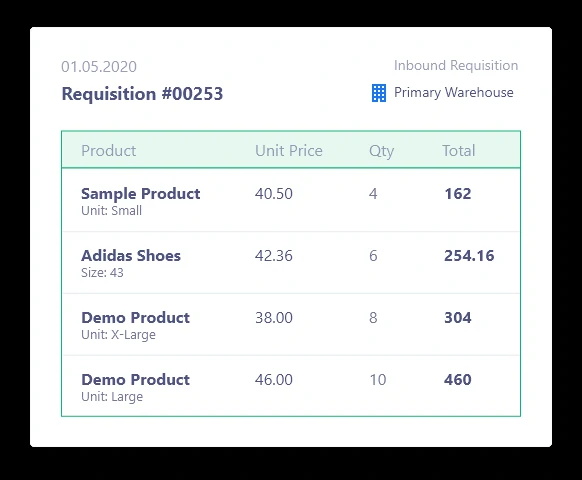 01.05.2020
Inbound Requisition
Requisition #00253
Primary Warehouse
Product Unit Price Qty Total
Sample Product 40.50 4 162
Unit: Small
Adidas Shoes 42.36 6 254.16
Size: 43
Demo Product 38.00 8 304
Unit: X-Large
Demo Product 46.00 10 460
Unit: Large